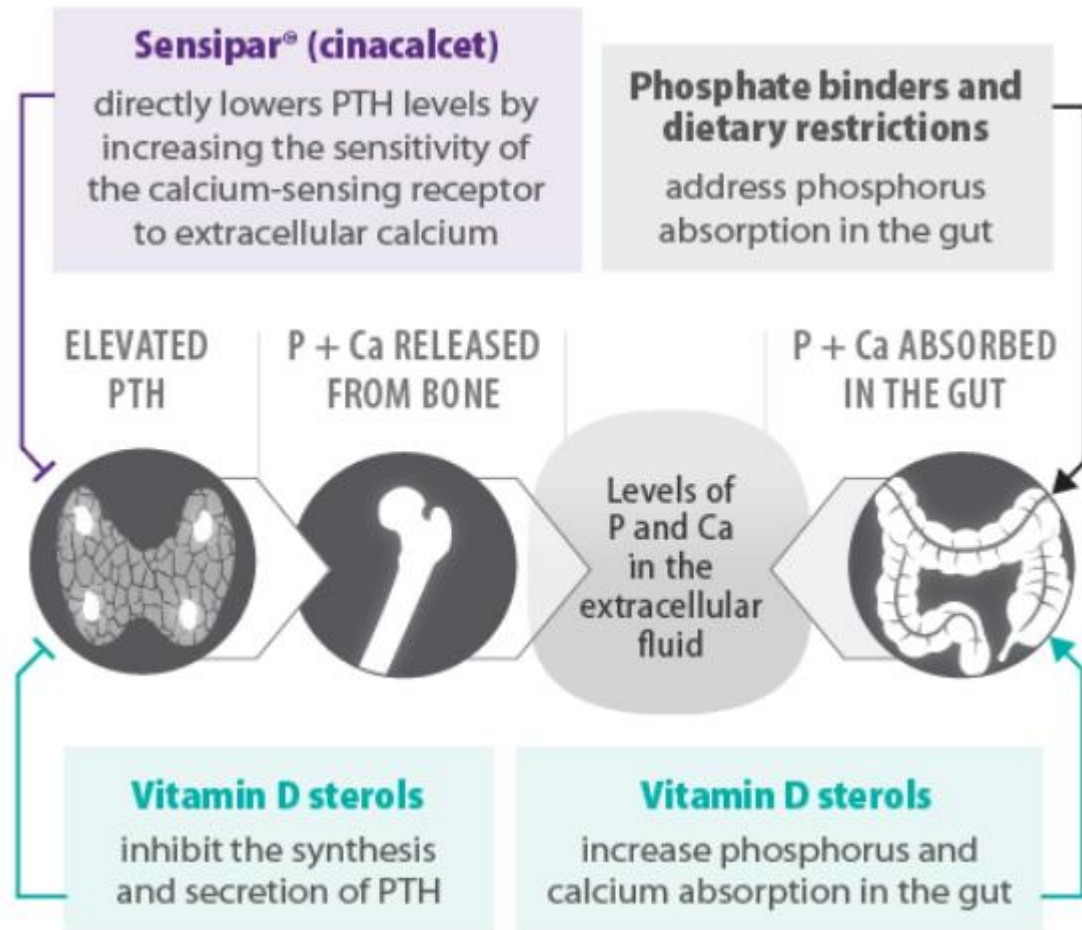 Sensipar® (cinacalcet)
directly lowers PTH levels by
increasing the sensitivity of
the calcium-sensing receptor
to extracellular calcium
Phosphate binders and
dietary restrictions
address phosphorus
absorption in the gut
ELEVATED
PTH
P + Ca RELEASED
FROM BONE
P + Ca ABSORBED
IN THE GUT
Levels of
P and Ca
in the
extracellular
fluid
Vitamin D sterols
inhibit the synthesis
and secretion of PTH
Vitamin D sterols
increase phosphorus and
calcium absorption in the gut